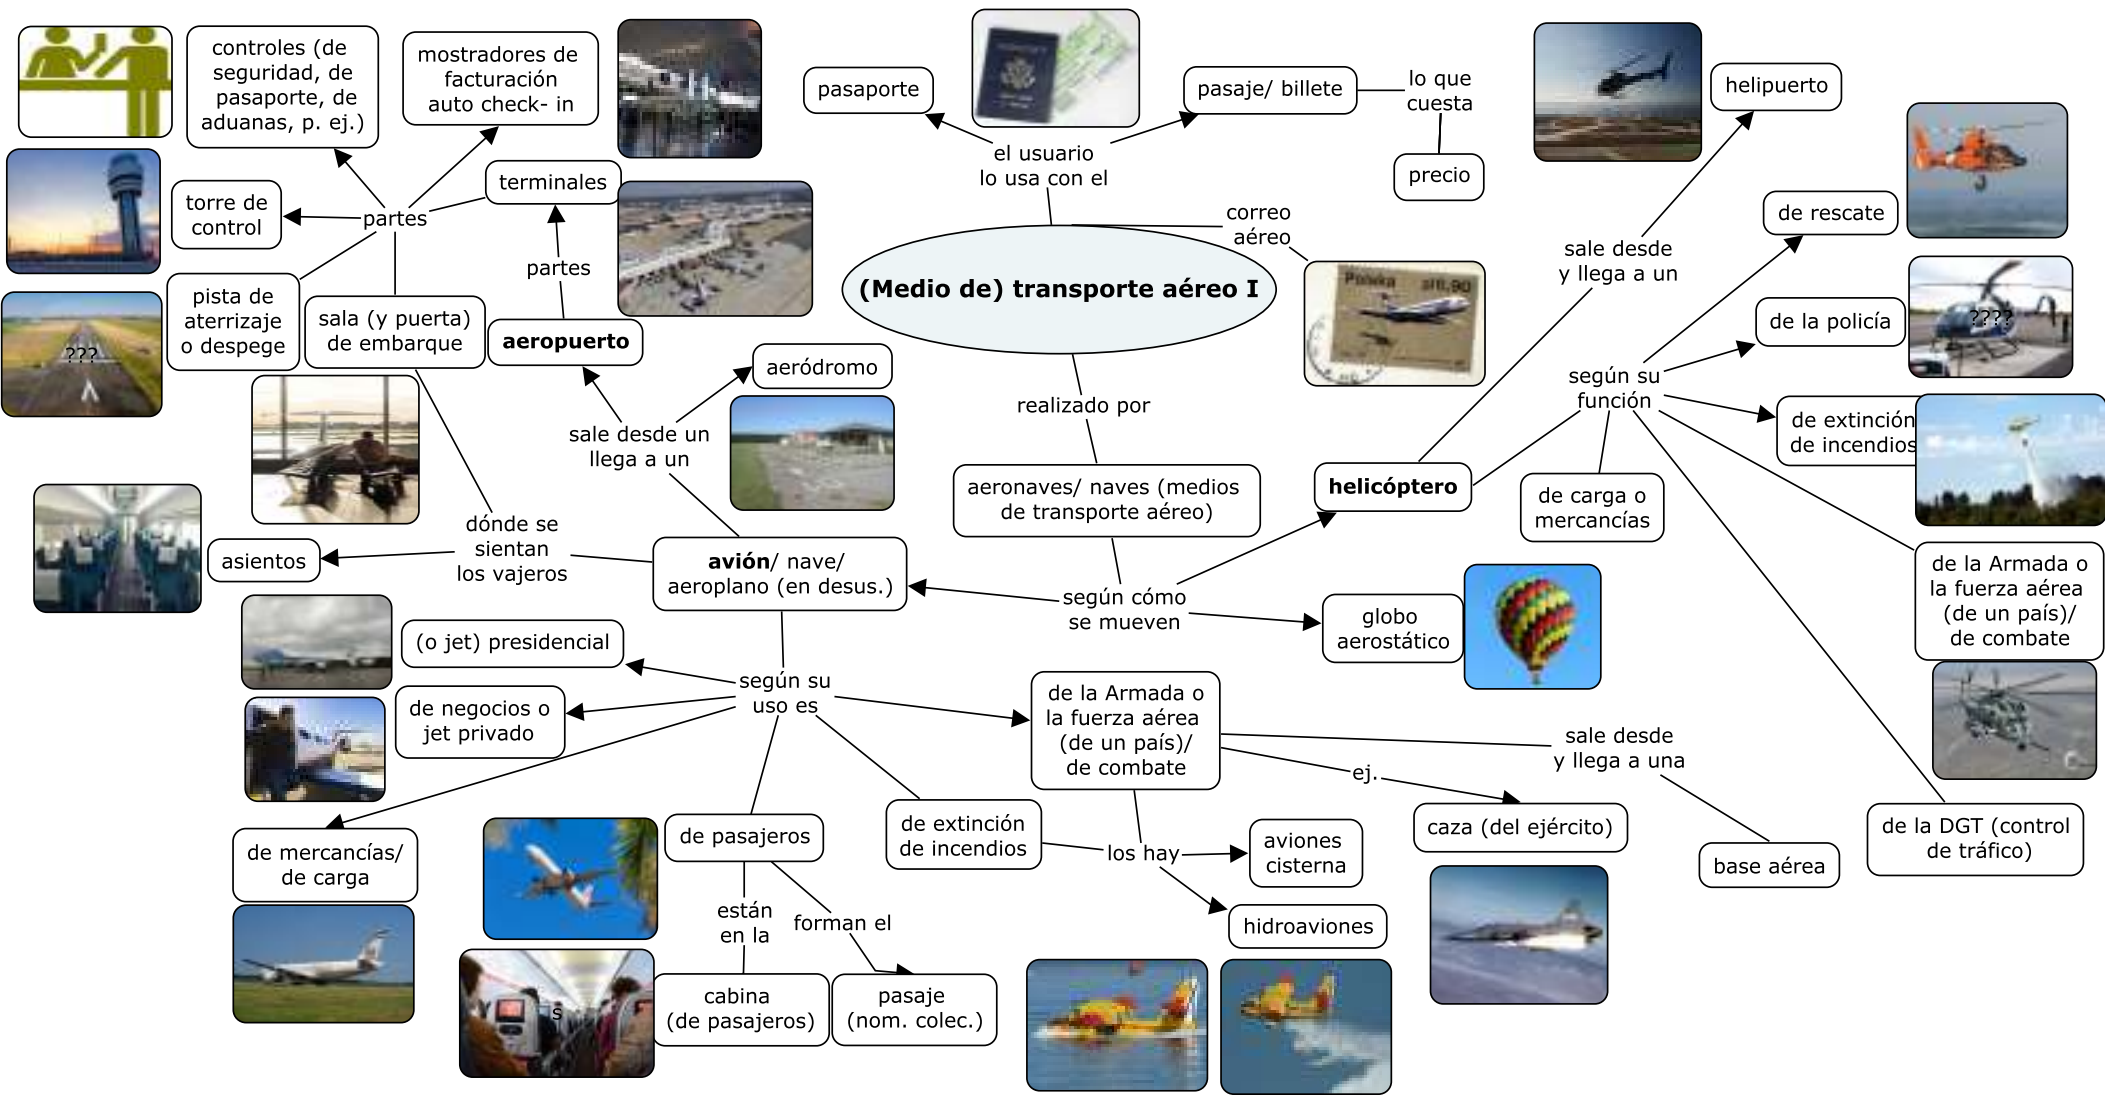 controles (de
seguridad, de
pasaporte, de
aduanas, p. ej.)
mostradores de
facturación
auto check- in
terminales
torre de
control
partes
pista de
aterrizaje
o despege
???
sala (y puerta)
de embarque
partes
aeropuerto
pasaporte
pasaje/ billete
lo que
cuesta
precio
el usuario
lo usa con el
correo
aéreo
(Medio de) transporte aéreo I
Polska
helipuerto
de rescate
sale desde
y llega a un
de la policía
????
según su
función
de extinción
de incendios
aeródromo
realizado por
sale desde un
llega a un
aeronaves/ naves (medios
de transporte aéreo)
helicóptero
de carga o
mercancías
dónde se
sientan
los vajeros
asientos
avión/ nave/
aeroplano (en desus.)
según cómo
se mueven
globo
aerostático
de la Armada o
la fuerza aérea
(de un país)/
de combate
(o jet) presidencial
de negocios o
jet privado
según su
uso es
de la Armada o
la fuerza aérea
(de un país)/
de combate
sale desde
y llega a una
ej.
caza (del ejército)
base aérea
de la DGT (control
de tráfico)
de mercancías/
de carga
de pasajeros
de extinción
de incendios
los hay
aviones
cisterna
hidroaviones
están
en la
forman el
cabina
(de pasajeros)
pasaje
(nom. colec.)
s